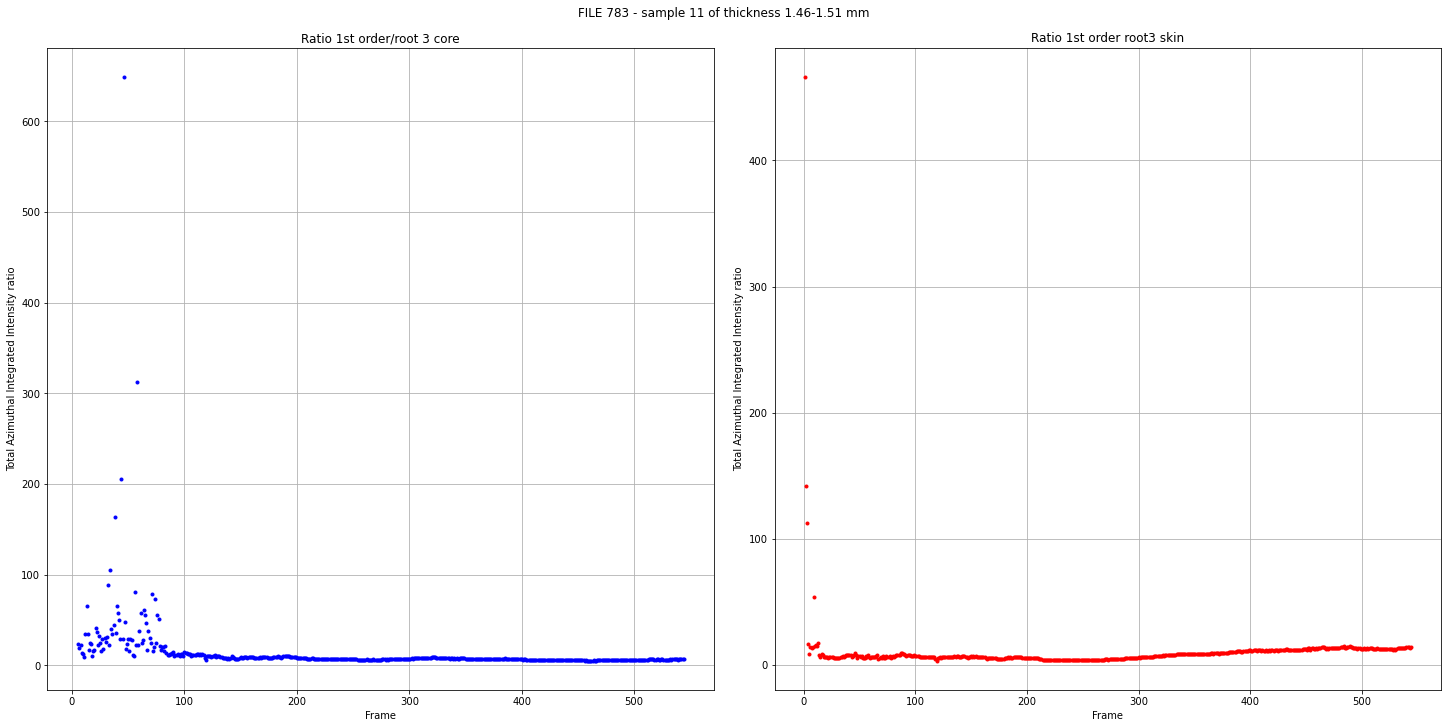 FILE 783 - sample 11 of thickness 1.46-1.51 mm
Ratio 1st order/root 3 core
Total Azimuthal Integrated Intensity ratio
600
500
400
300
200
100
0
0 100 200 300 400 500
Frame
Ratio 1st order root3 skin
Total Azimuthal Integrated Intensity ratio
400
300
200
100
0
0 100 200 300 400 500
Frame